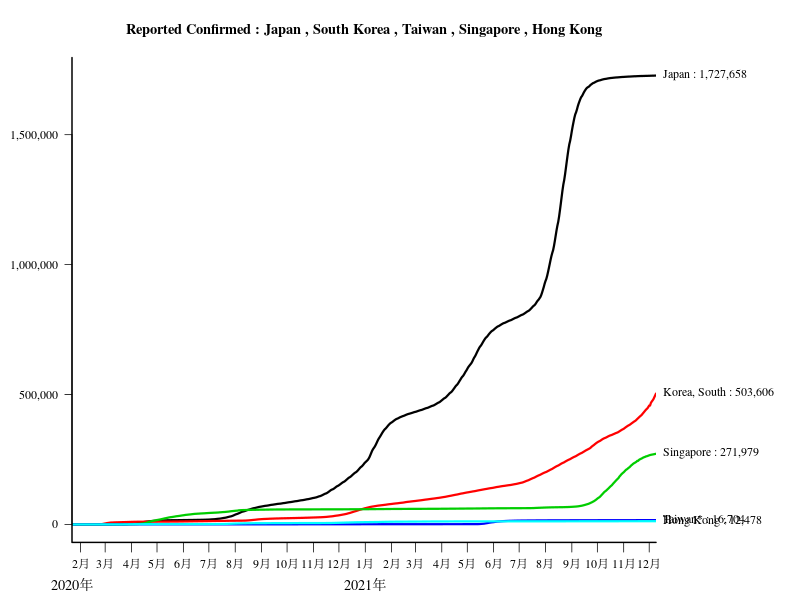 Reported Confirmed : Japan , South Korea , Taiwan , Singapore , Hong Kong
Japan : 1,727,658
1,500,000
1,000,000
500,000
Korea, South : 503,606
Singapore : 271,979
Hong Kong : 12,478
0
2月 3月 4月 5月 6月 7月 8月 9月 10月 11月 12月 1月 2月 3月 4月 5月 6月 7月 8月 9月 10月 11月 12月
2020年 2021年